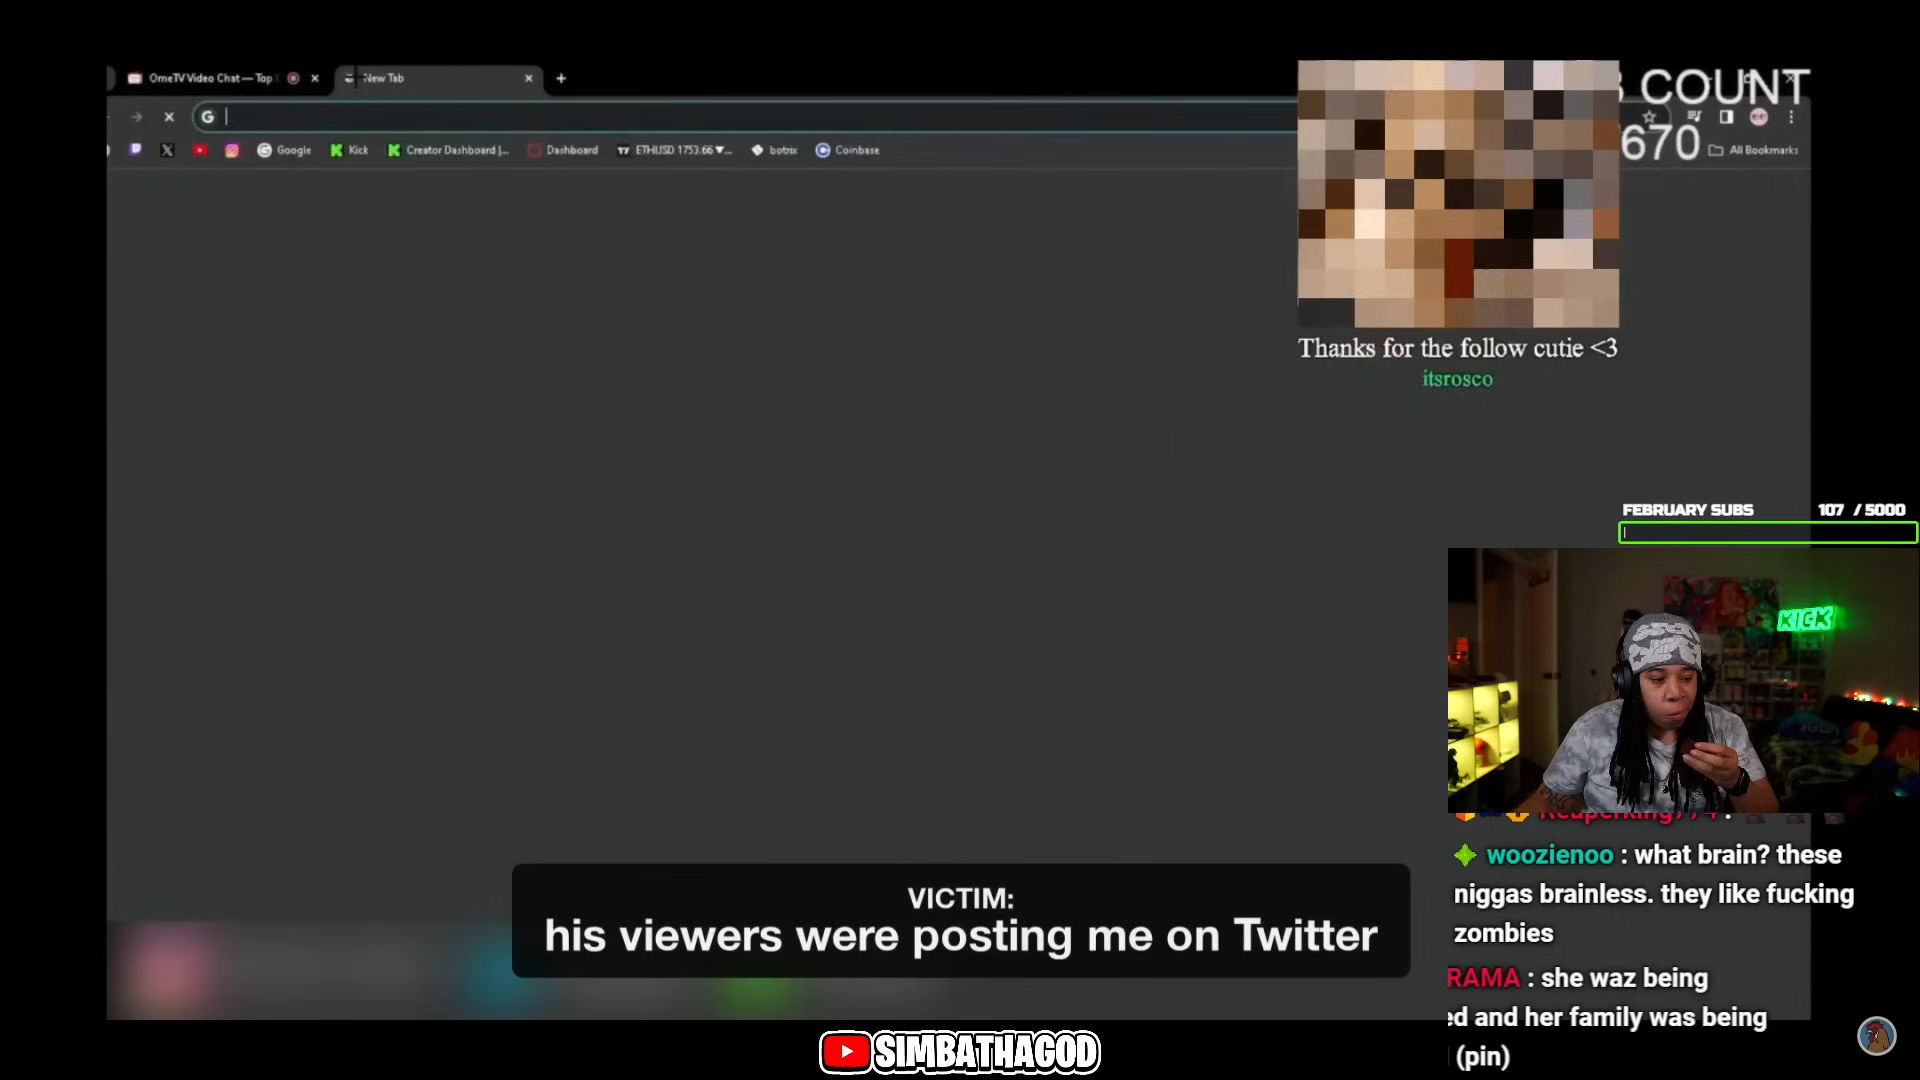 OmeTV Video Chat — Top
New Tab
COUNT
670
Google
Kick
Creator Dashboard |...
Dashboard
ETHUSD 1753.66 ▼...
botrix
Coinbase
All Bookmarks
Thanks for the follow cutie <3
itsrosco
FEBRUARY SUBS 107 / 5000
KICK
woozienoo : what brain? these
niggas brainless. they like fucking
zombies
RAMA : she waz being
ed and her family was being
(pin)
VICTIM:
his viewers were posting me on Twitter
SIMBATHAGOD